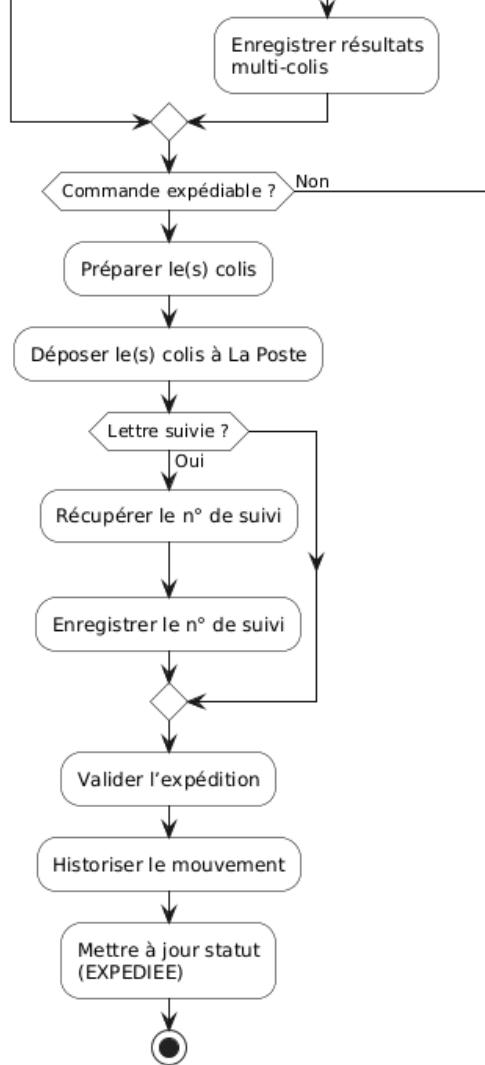 Enregistrer résultats
multi-colis
Commande expédiable ?
Non
Préparer le(s) colis
Déposer le(s) colis à La Poste
Lettre suivie ?
Oui
Récupérer le n° de suivi
Enregistrer le n° de suivi
Valider l’expédition
Historiser le mouvement
Mettre à jour statut
(EXPEDIEE)